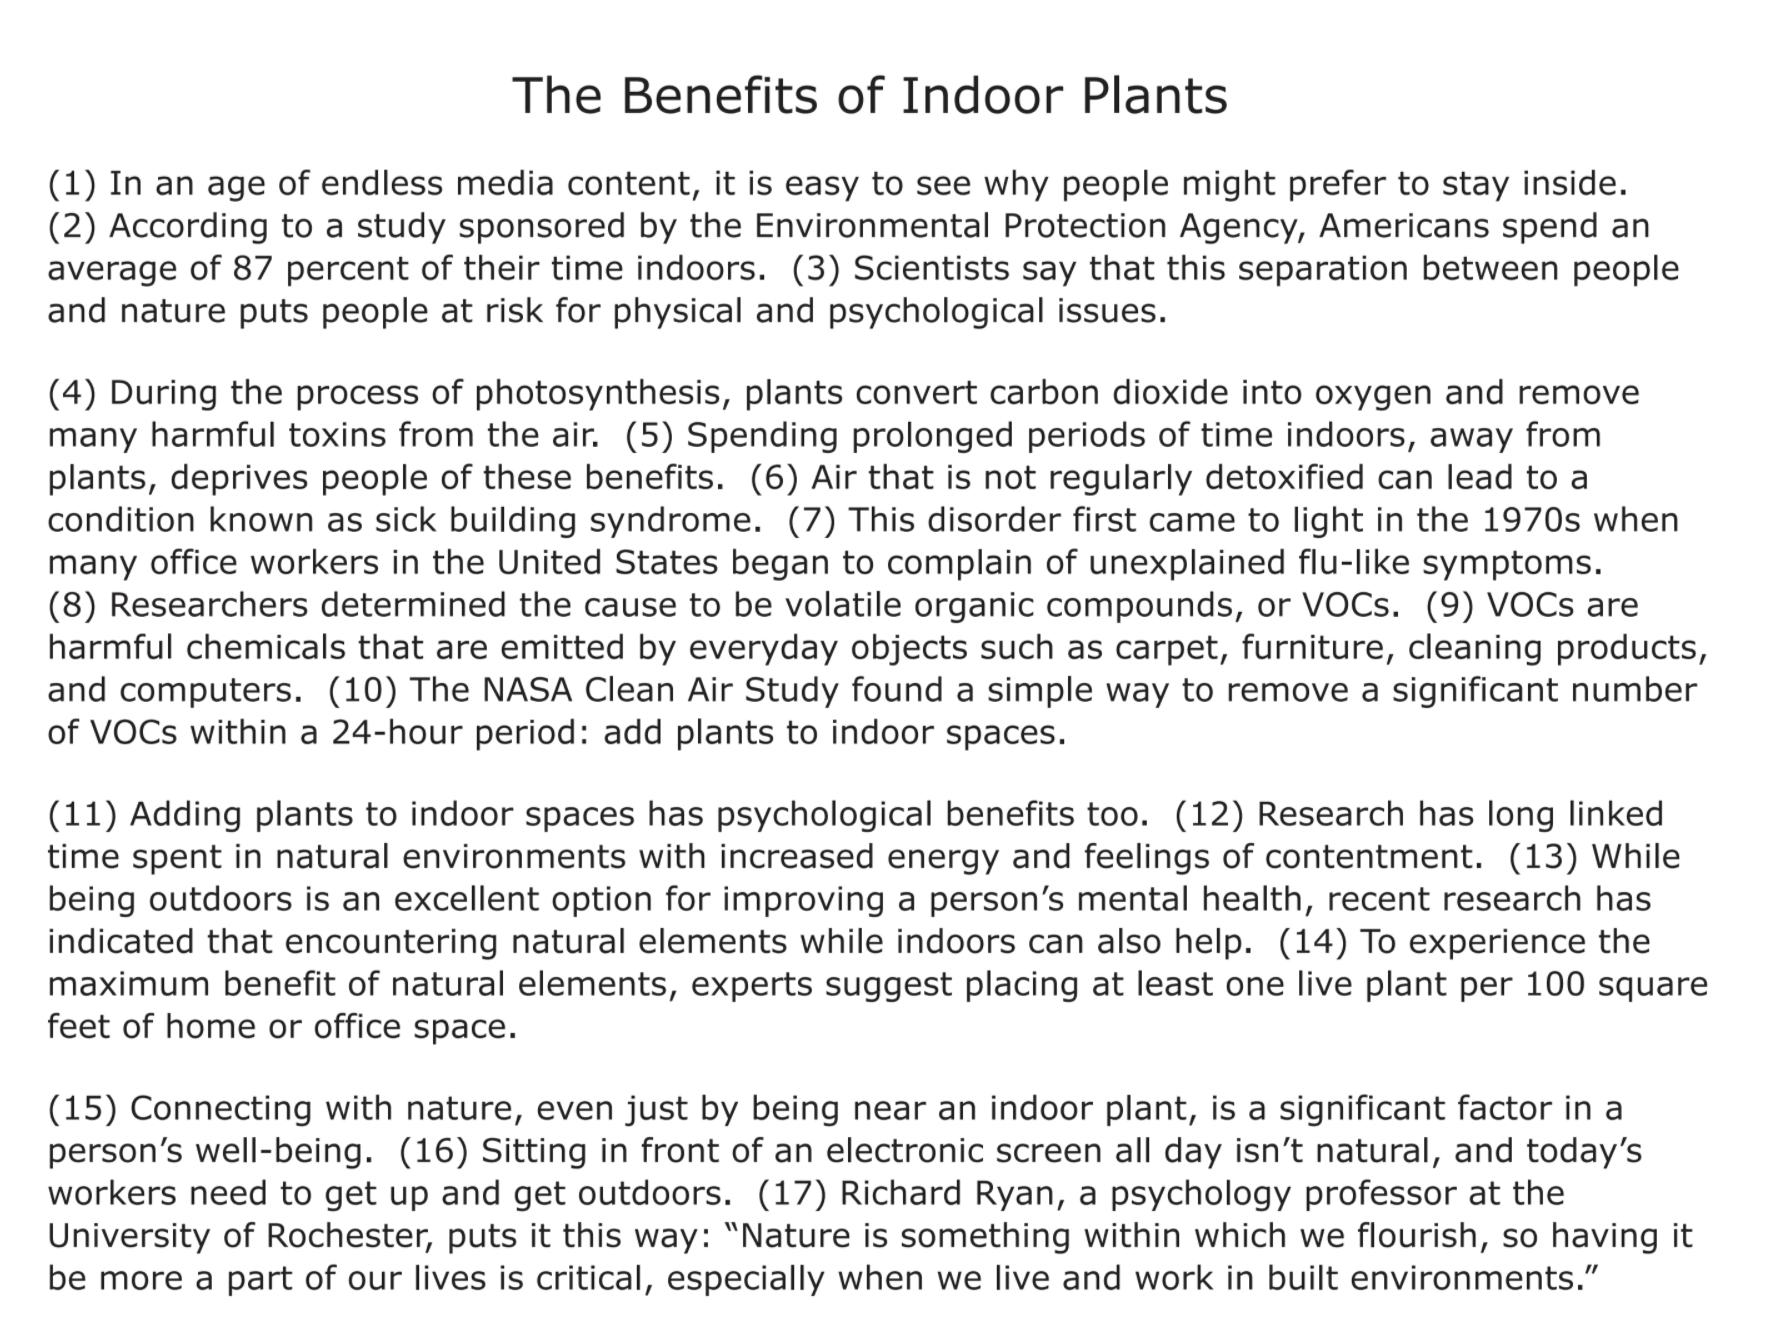 The Benefits of Indoor Plants
(1) In an age of endless media content, it is easy to see why people might prefer to stay inside.
(2) According to a study sponsored by the Environmental Protection Agency, Americans spend an
average of 87 percent of their time indoors.  (3) Scientists say that this separation between people
and nature puts people at risk for physical and psychological issues.
(4) During the process of photosynthesis, plants convert carbon dioxide into oxygen and remove
many harmful toxins from the air.  (5) Spending prolonged periods of time indoors, away from
plants, deprives people of these benefits.  (6) Air that is not regularly detoxified can lead to a
condition known as sick building syndrome.  (7) This disorder first came to light in the 1970s when
many office workers in the United States began to complain of unexplained flu-like symptoms.
(8) Researchers determined the cause to be volatile organic compounds, or VOCs.  (9) VOCs are
harmful chemicals that are emitted by everyday objects such as carpet, furniture, cleaning products,
and computers.  (10) The NASA Clean Air Study found a simple way to remove a significant number
of VOCs within a 24-hour period: add plants to indoor spaces.
(11) Adding plants to indoor spaces has psychological benefits too.  (12) Research has long linked
time spent in natural environments with increased energy and feelings of contentment.  (13) While
being outdoors is an excellent option for improving a person’s mental health, recent research has
indicated that encountering natural elements while indoors can also help.  (14) To experience the
maximum benefit of natural elements, experts suggest placing at least one live plant per 100 square
feet of home or office space.
(15) Connecting with nature, even just by being near an indoor plant, is a significant factor in a
person’s well-being.  (16) Sitting in front of an electronic screen all day isn’t natural, and today’s
workers need to get up and get outdoors.  (17) Richard Ryan, a psychology professor at the
University of Rochester, puts it this way: “Nature is something within which we flourish, so having it
be more a part of our lives is critical, especially when we live and work in built environments.”